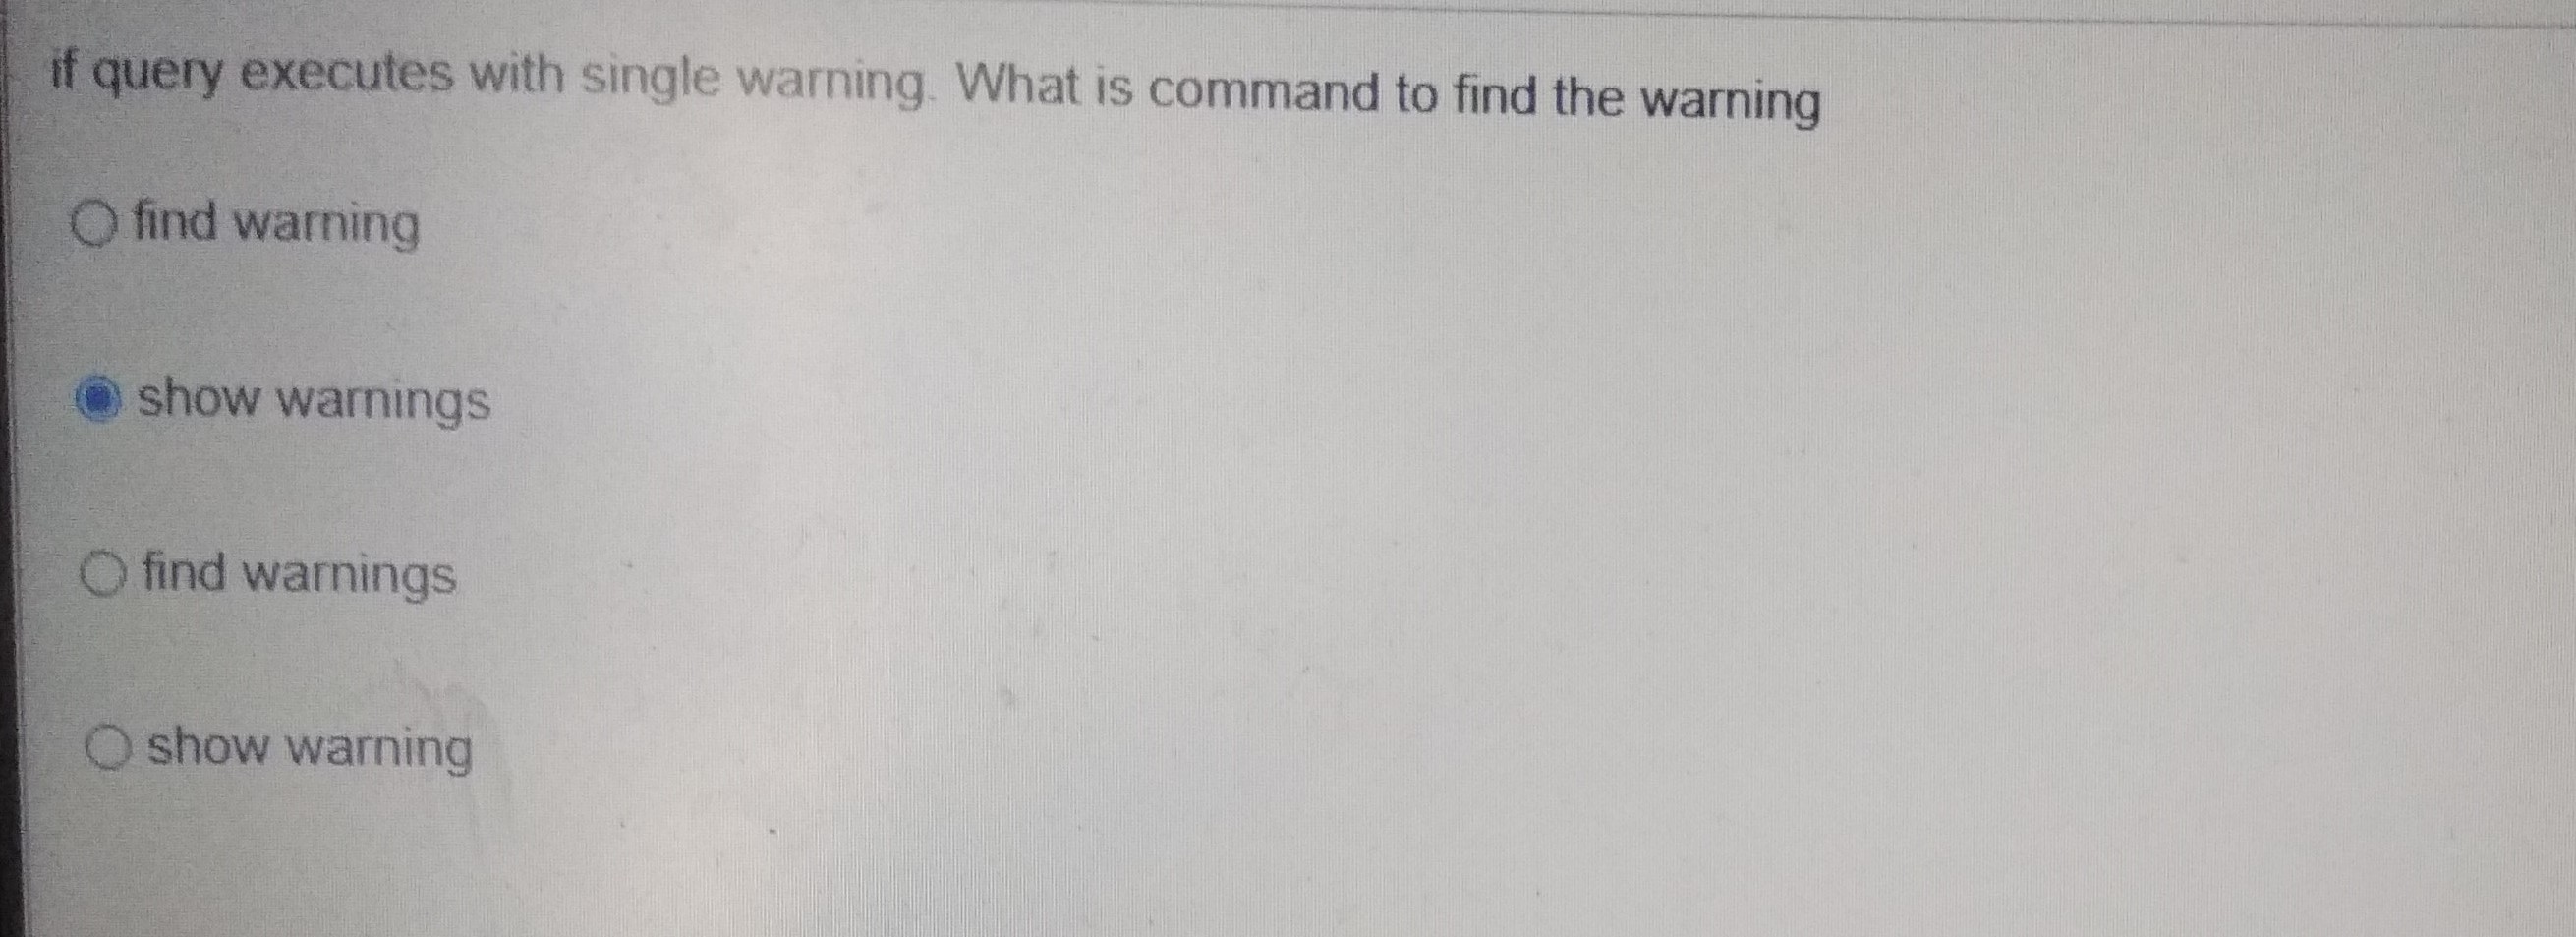 if query executes with single warning. What is command to find the warning
find warning
show warnings
find warnings
show warning